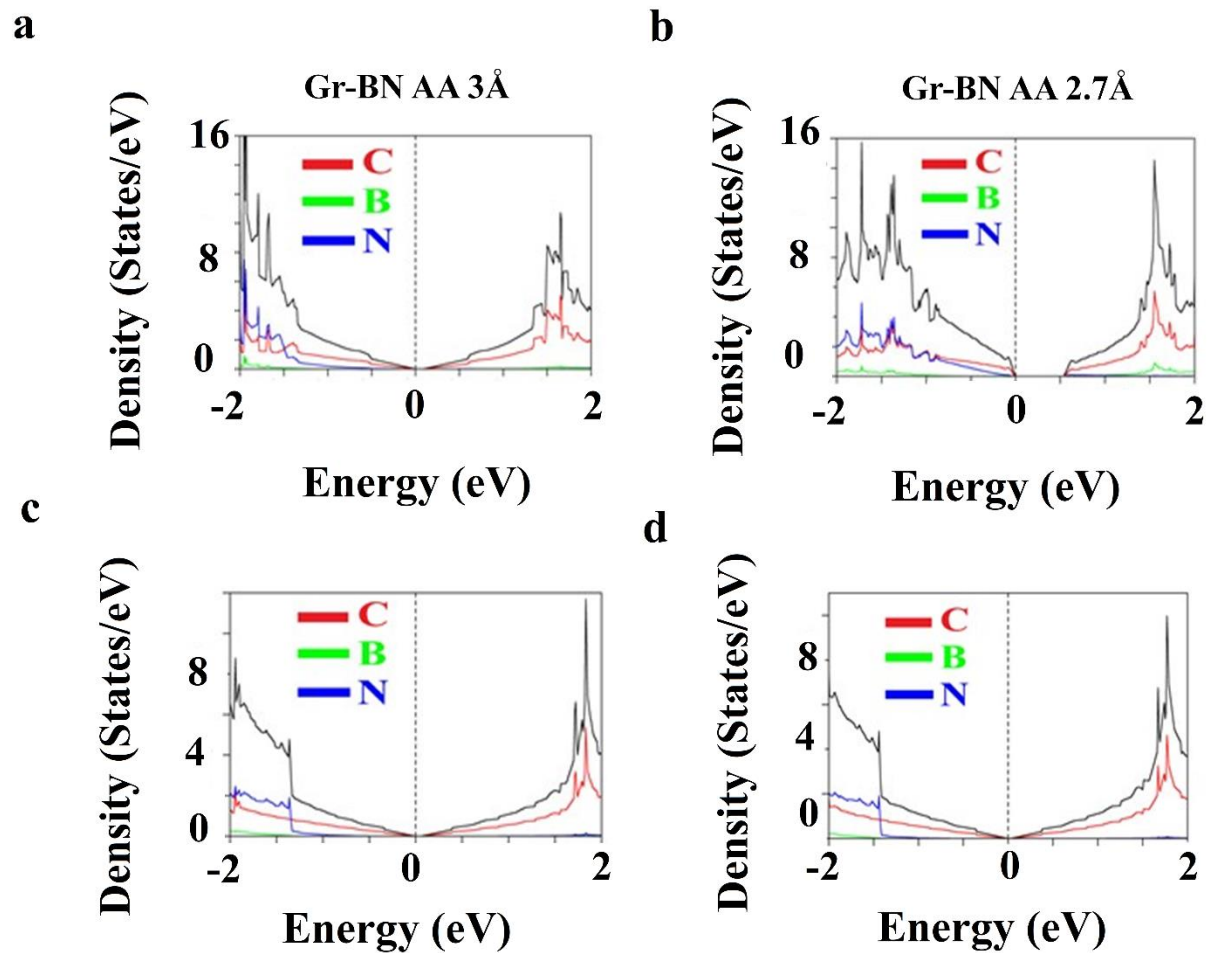 a
Gr-BN AA 3Å
Density (States/eV)
16
8
0
C
B
N
-2 0 2
Energy (eV)
b
Gr-BN AA 2.7Å
Density (States/eV)
16
8
0
C
B
N
-2 0 2
Energy (eV)
c
Density (States/eV)
8
4
0
C
B
N
-2 0 2
Energy (eV)
d
Density (States/eV)
8
4
0
C
B
N
-2 0 2
Energy (eV)